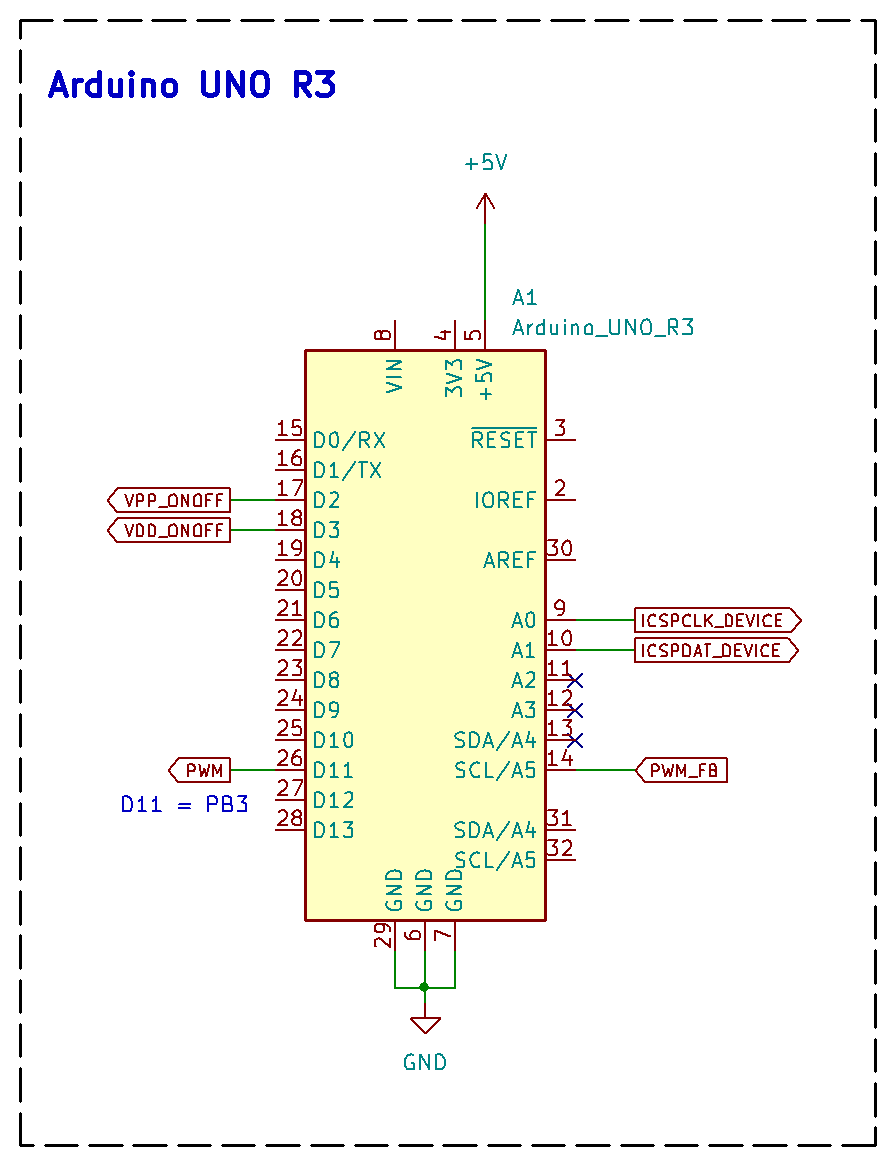 Arduino UNO R3
+5V
A1
Arduino_UNO_R3
8
4
5
VIN
3V3
+5V
15 D0/RX
RESET 3
16 D1/TX
VPP_ONOFF 17 D2
IOREF 2
VDD_ONOFF 18 D3
19 D4
AREF 30
20 D5
21 D6
A0 9 ICSPCLK_DEVICE
22 D7
A1 10 ICSPDAT_DEVICE
23 D8
A2 11
24 D9
A3 12
25 D10
SDA/A4 13
PWM 26 D11
SCL/A5 14 PWM_FB
D11 = PB3
27 D12
28 D13
SDA/A4 31
SCL/A5 32
GND
GND
GND
29
6
7
GND